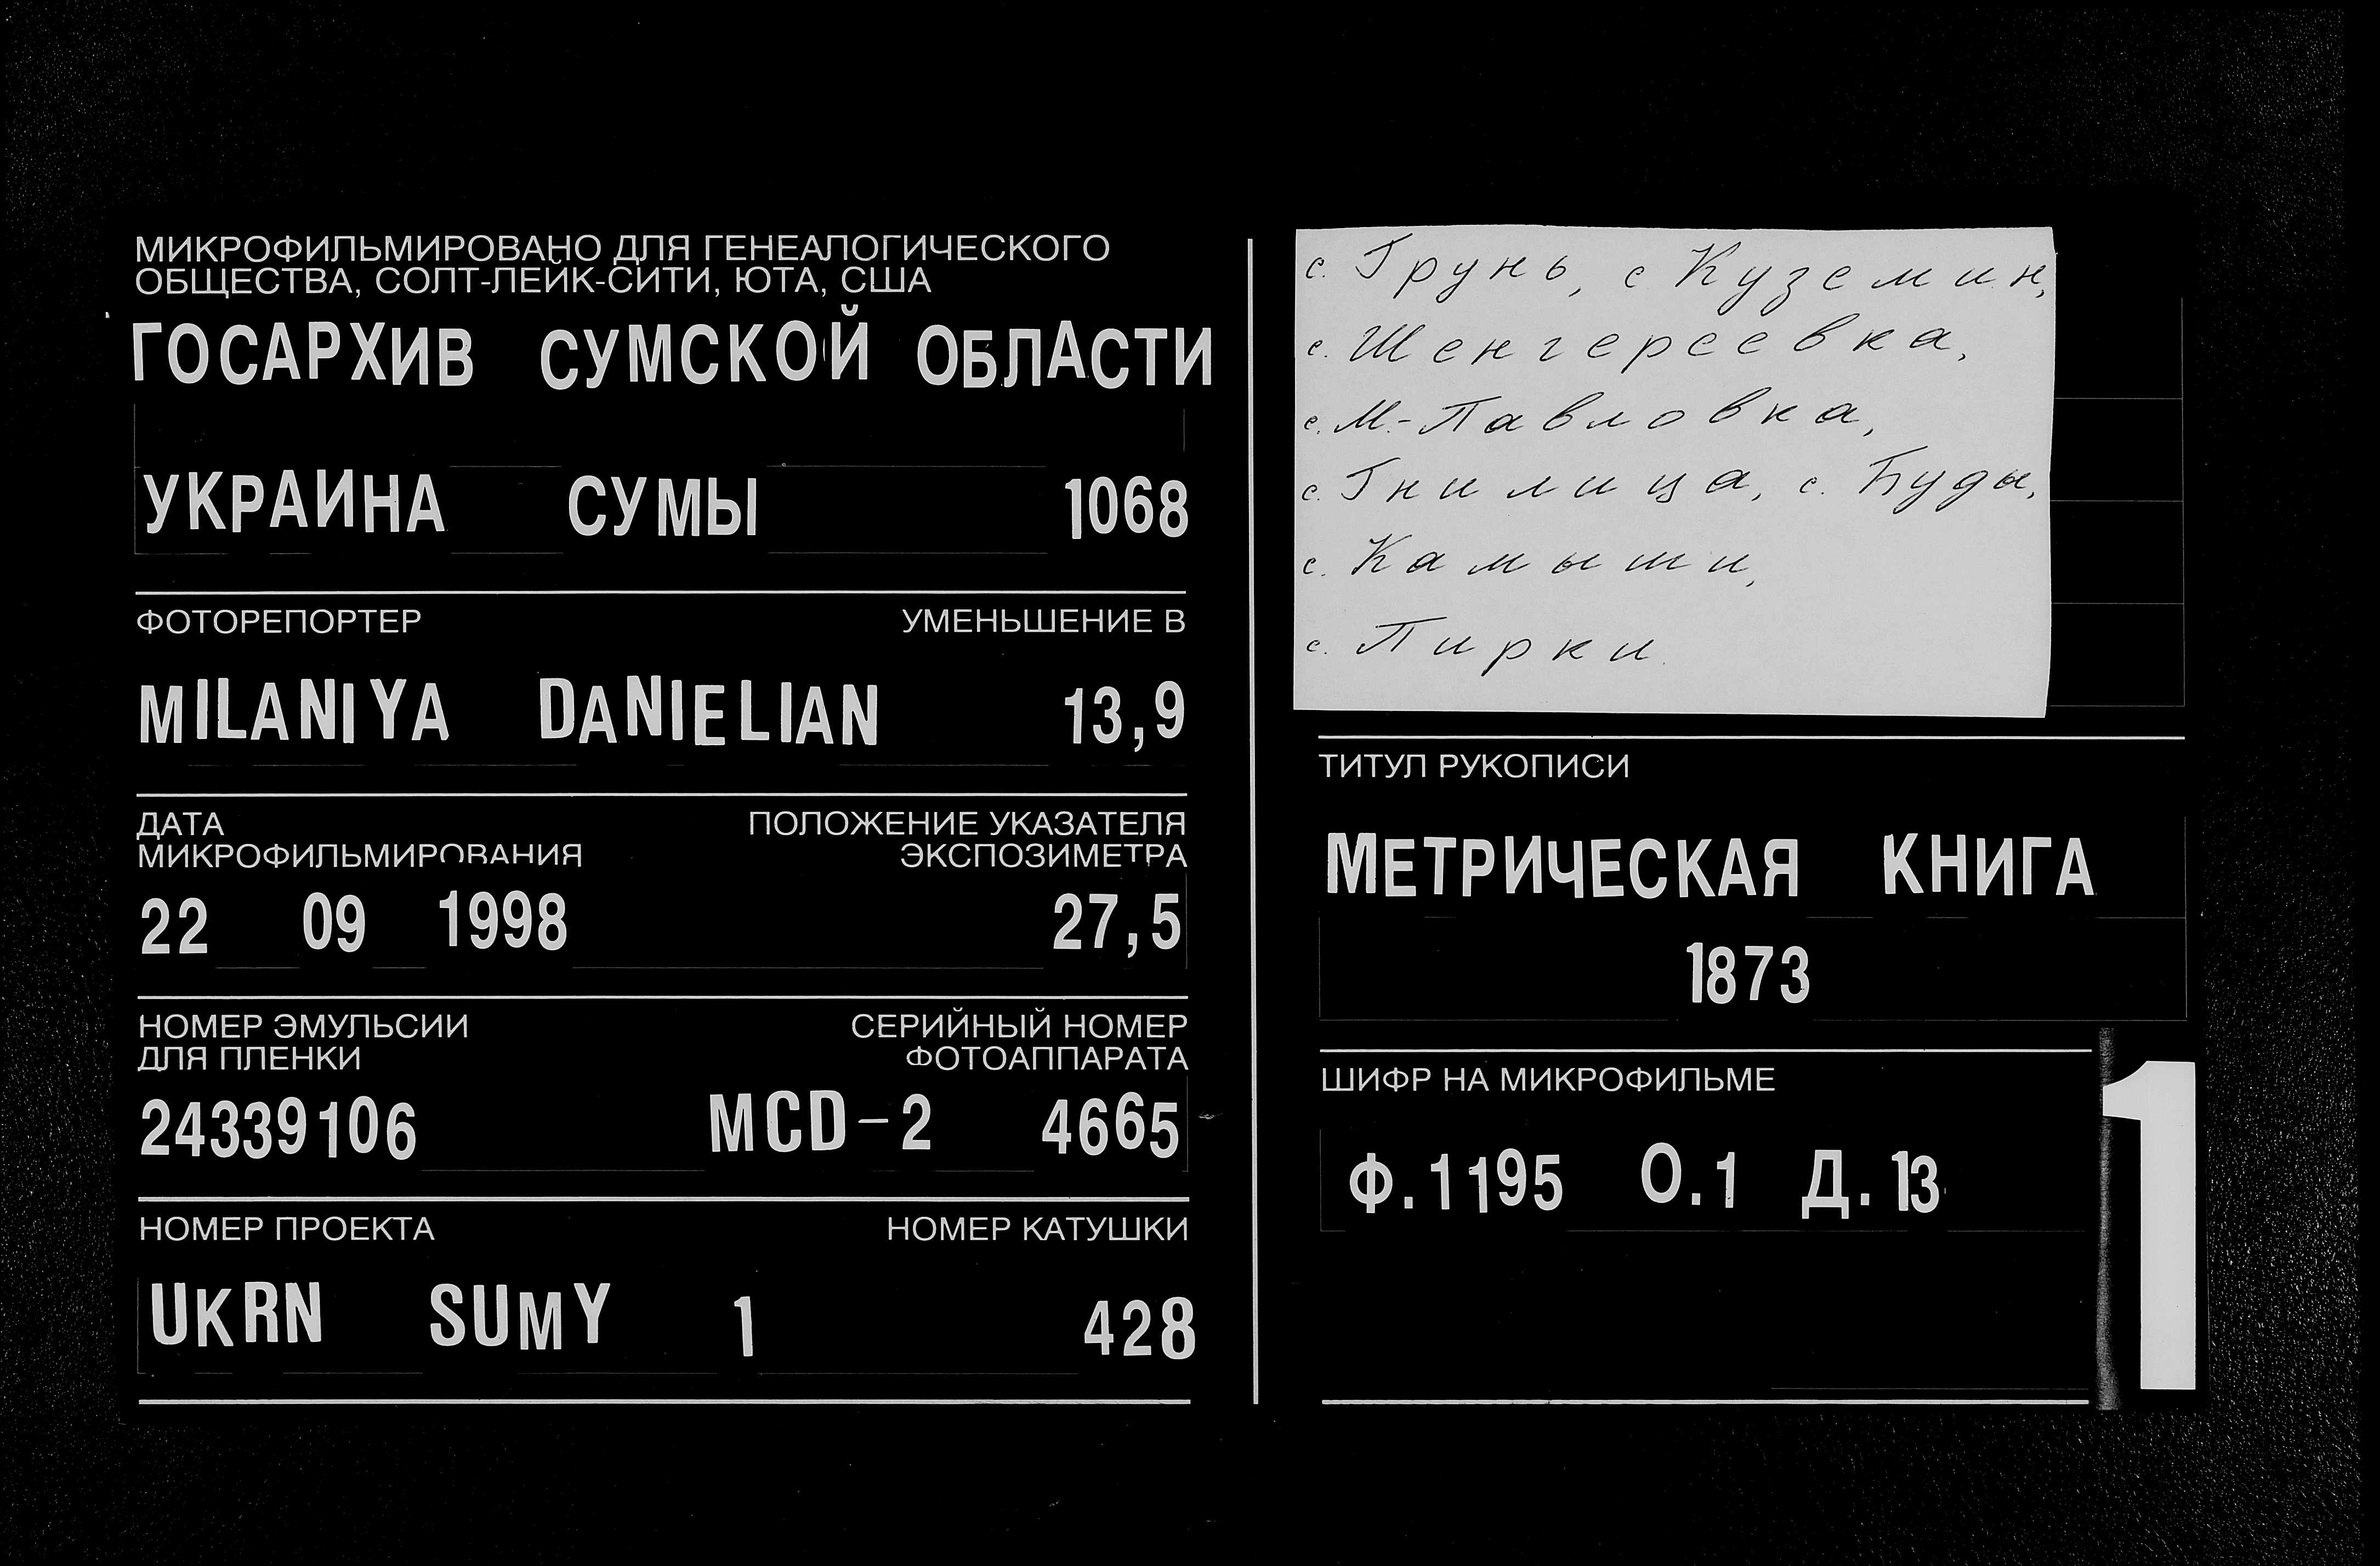 МИКРОФИЛЬМИРОВАНО ДЛЯ ГЕНЕАЛОГИЧЕСКОГО
ОБЩЕСТВА, СОЛТ-ЛЕЙК-СИТИ, ЮТА, США
ГОСАРХИВ СУМСКОЙ ОБЛАСТИ
УКРАИНА СУМЫ 1068
ФОТОРЕПОРТЕР УМЕНЬШЕНИЕ В
MILANIYA DANIELIAN 13,9
ДАТА ПОЛОЖЕНИЕ УКАЗАТЕЛЯ
МИКРОФИЛЬМИРОВАНИЯ ЭКСПОЗИМЕТРА
22 09 1998 27,5
НОМЕР ЭМУЛЬСИИ СЕРИЙНЫЙ НОМЕР
ДЛЯ ПЛЕНКИ ФОТОАППАРАТА
24339106 MCD-2 4665
НОМЕР ПРОЕКТА НОМЕР КАТУШКИ
UKRN SUMY 1 428
с. Грунь, с Куземин,
с. Шенгереевка,
с. М.-Павловка,
с. Гнилица, с. Буды,
с. Камыши,
с. Пирки.
ТИТУЛ РУКОПИСИ
МЕТРИЧЕСКАЯ КНИГА
1873
ШИФР НА МИКРОФИЛЬМЕ
Ф.1195 О.1 Д.13
1